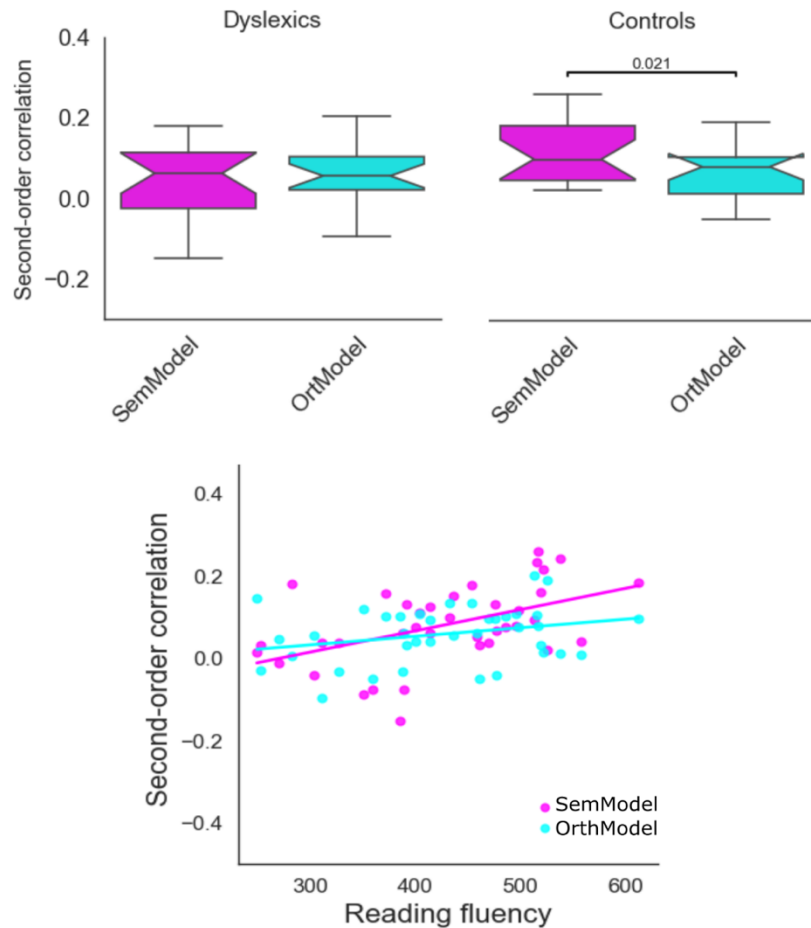 Dyslexics
Controls
Second-order correlation
0.4
0.2
0.0
−0.2
0.021
SemModel
OrtModel
SemModel
OrtModel
Second-order correlation
0.4
0.2
0.0
−0.2
−0.4
SemModel
OrthModel
300 400 500 600
Reading fluency